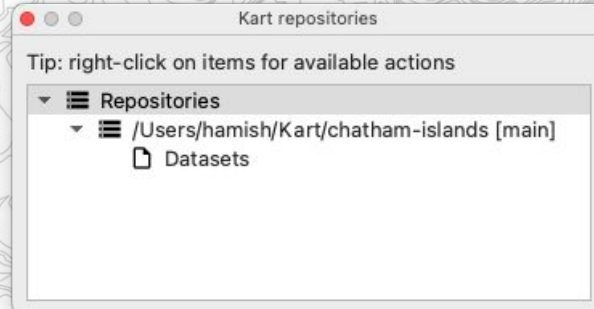 Kart repositories
Tip: right-click on items for available actions
Repositories
/Users/hamish/Kart/chatham-islands [main]
Datasets